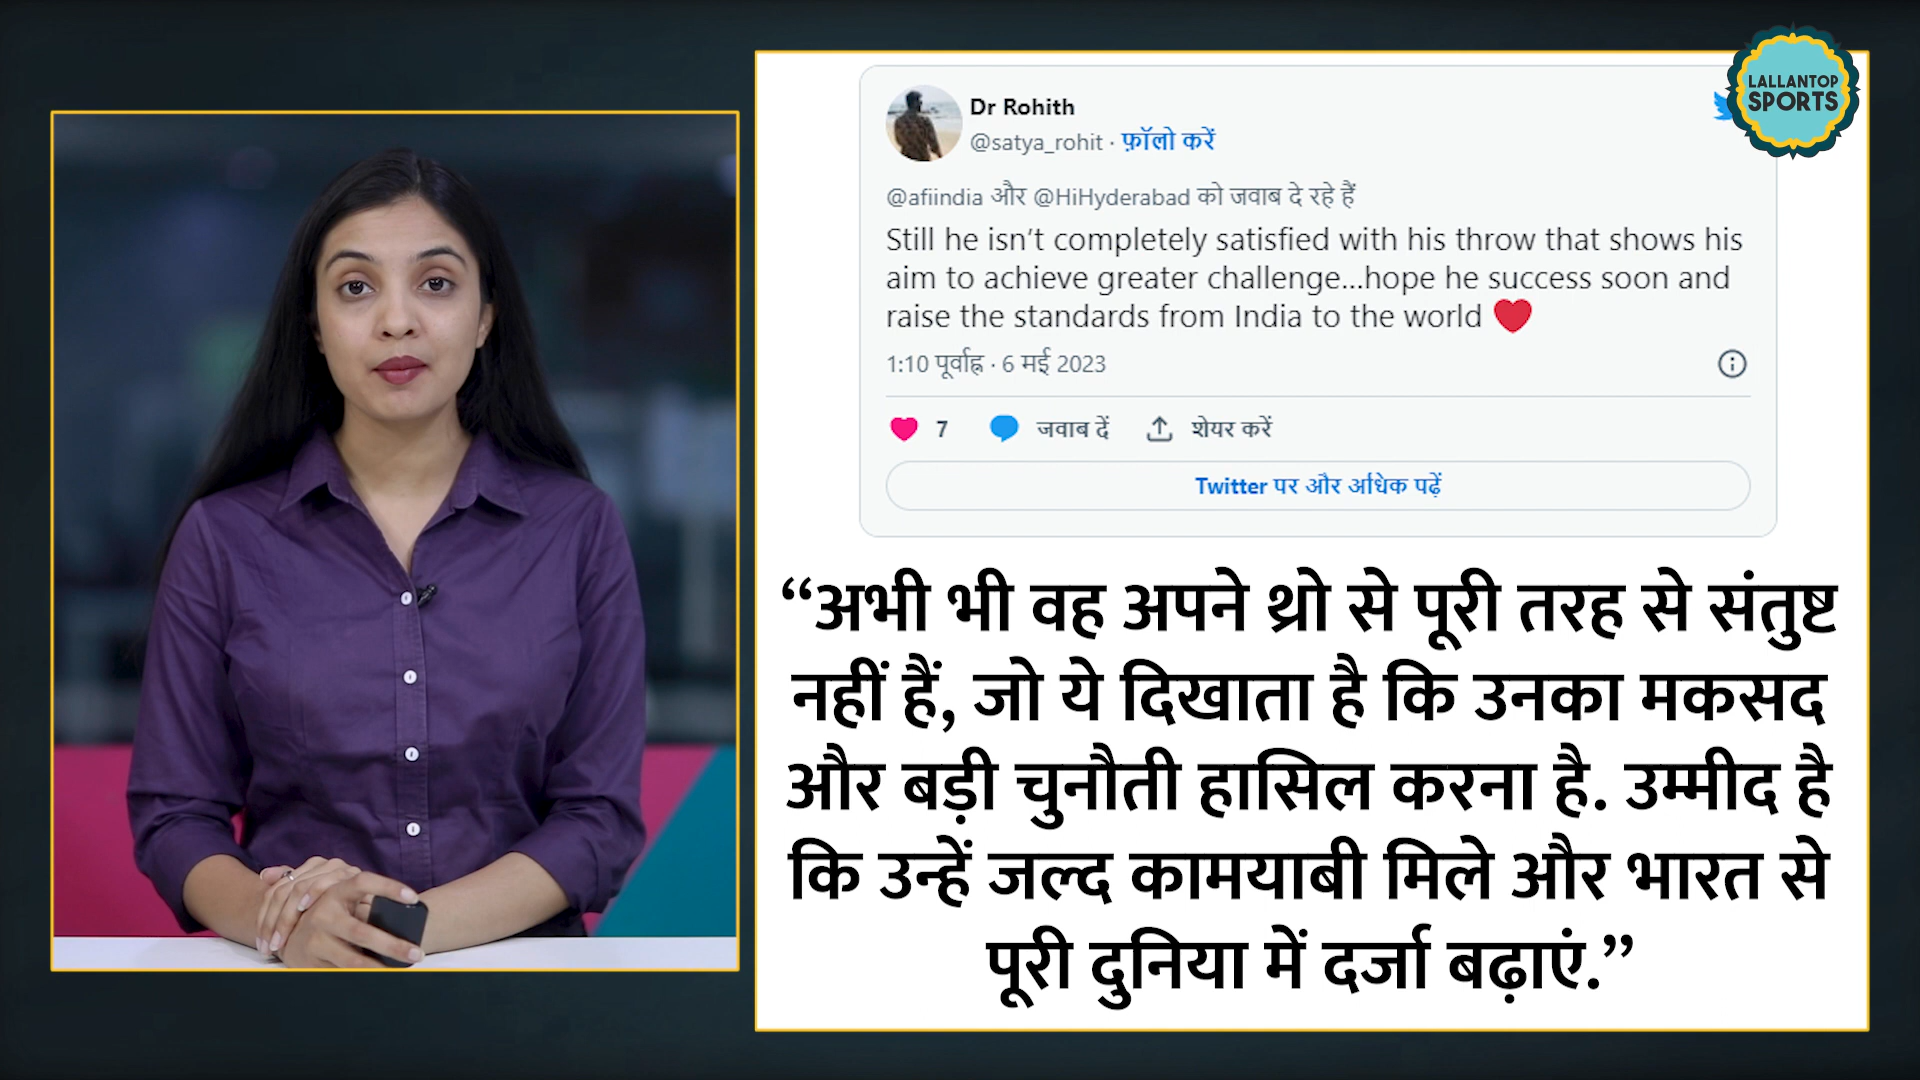 LALLANTOP
SPORTS
Dr Rohith
@satya_rohit · फ़ॉलो करें
@afiindia और @HiHyderabad को जवाब दे रहे हैं
Still he isn’t completely satisfied with his throw that shows his
aim to achieve greater challenge...hope he success soon and
raise the standards from India to the world ❤️
1:10 पूर्वाह्न · 6 मई 2023
7 जवाब दें शेयर करें
Twitter पर और अधिक पढ़ें
“अभी भी वह अपने थ्रो से पूरी तरह से संतुष्ट
नहीं हैं, जो ये दिखाता है कि उनका मकसद
और बड़ी चुनौती हासिल करना है. उम्मीद है
कि उन्हें जल्द कामयाबी मिले और भारत से
पूरी दुनिया में दर्जा बढ़ाएं.”